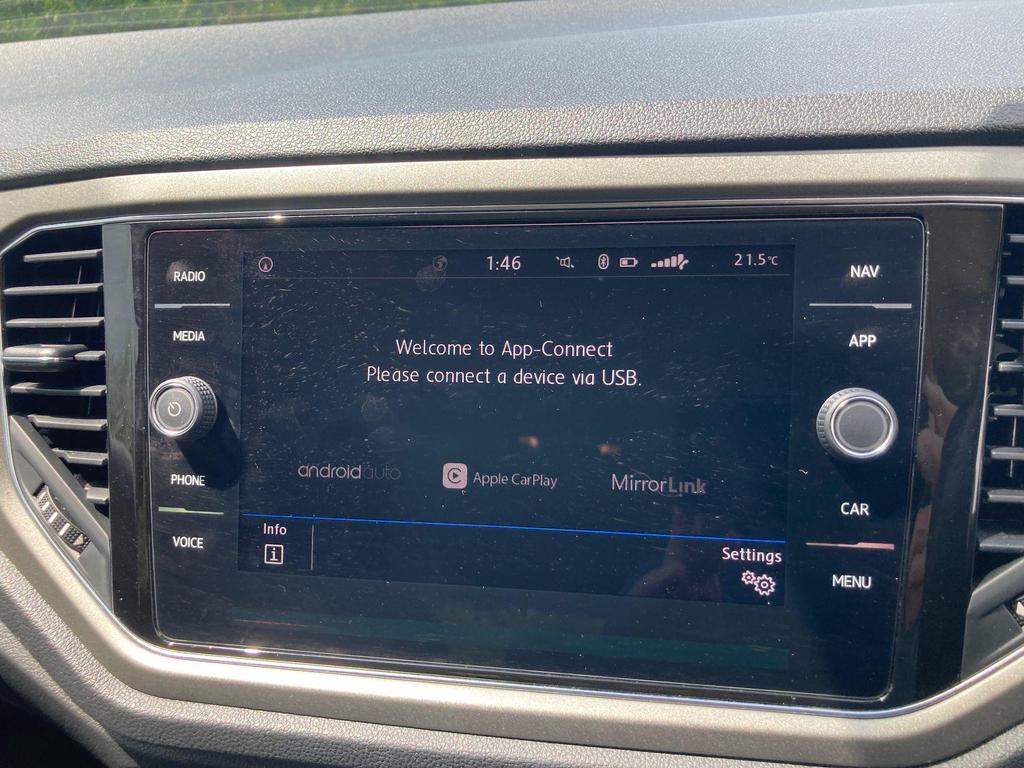 RADIO
MEDIA
PHONE
VOICE
1:46
21.5°C
Welcome to App-Connect
Please connect a device via USB.
androidauto
Apple CarPlay
MirrorLink
Info
i
Settings
NAV
APP
CAR
MENU